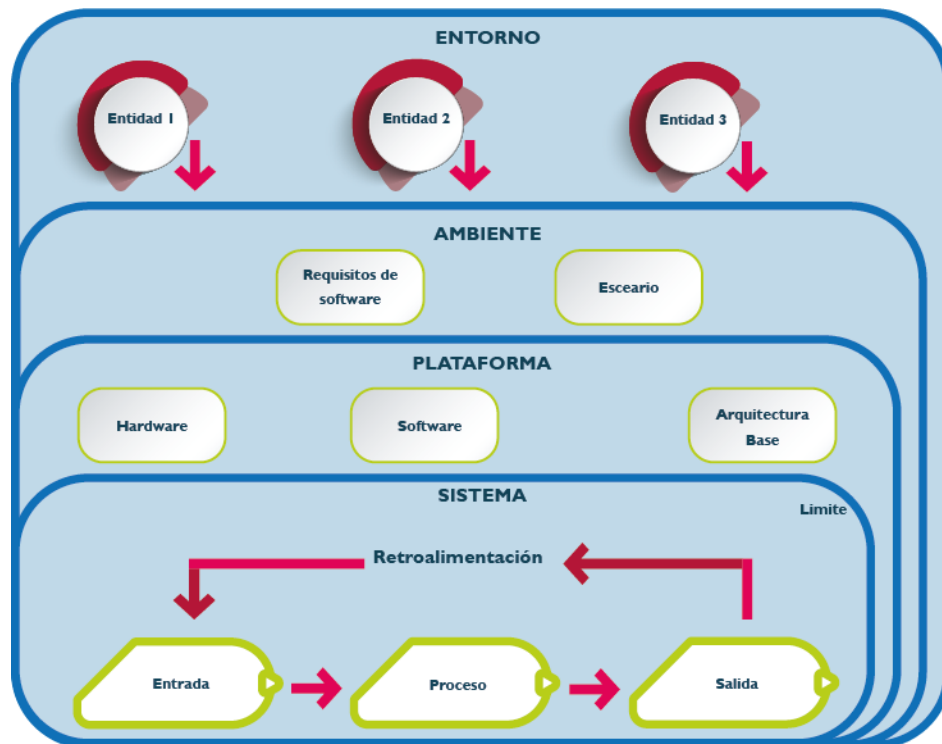 ENTORNO
Entidad 1
Entidad 2
Entidad 3
AMBIENTE
Requisitos de
software
Esceario
PLATAFORMA
Hardware
Software
Arquitectura
Base
SISTEMA
Limite
Retroalimentación
Entrada
Proceso
Salida